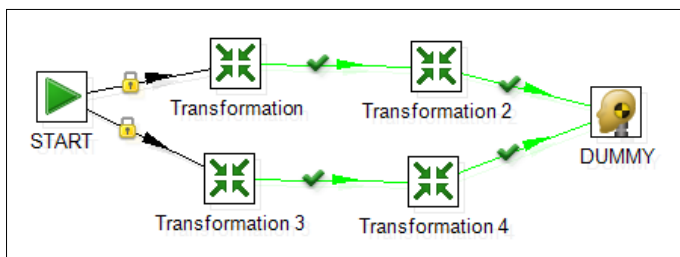 START
Transformation
Transformation 2
Transformation 3
Transformation 4
DUMMY